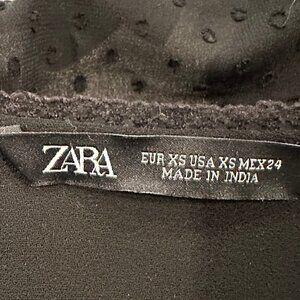 ZARA
EUR XS USA XS MEX 24
MADE IN INDIA